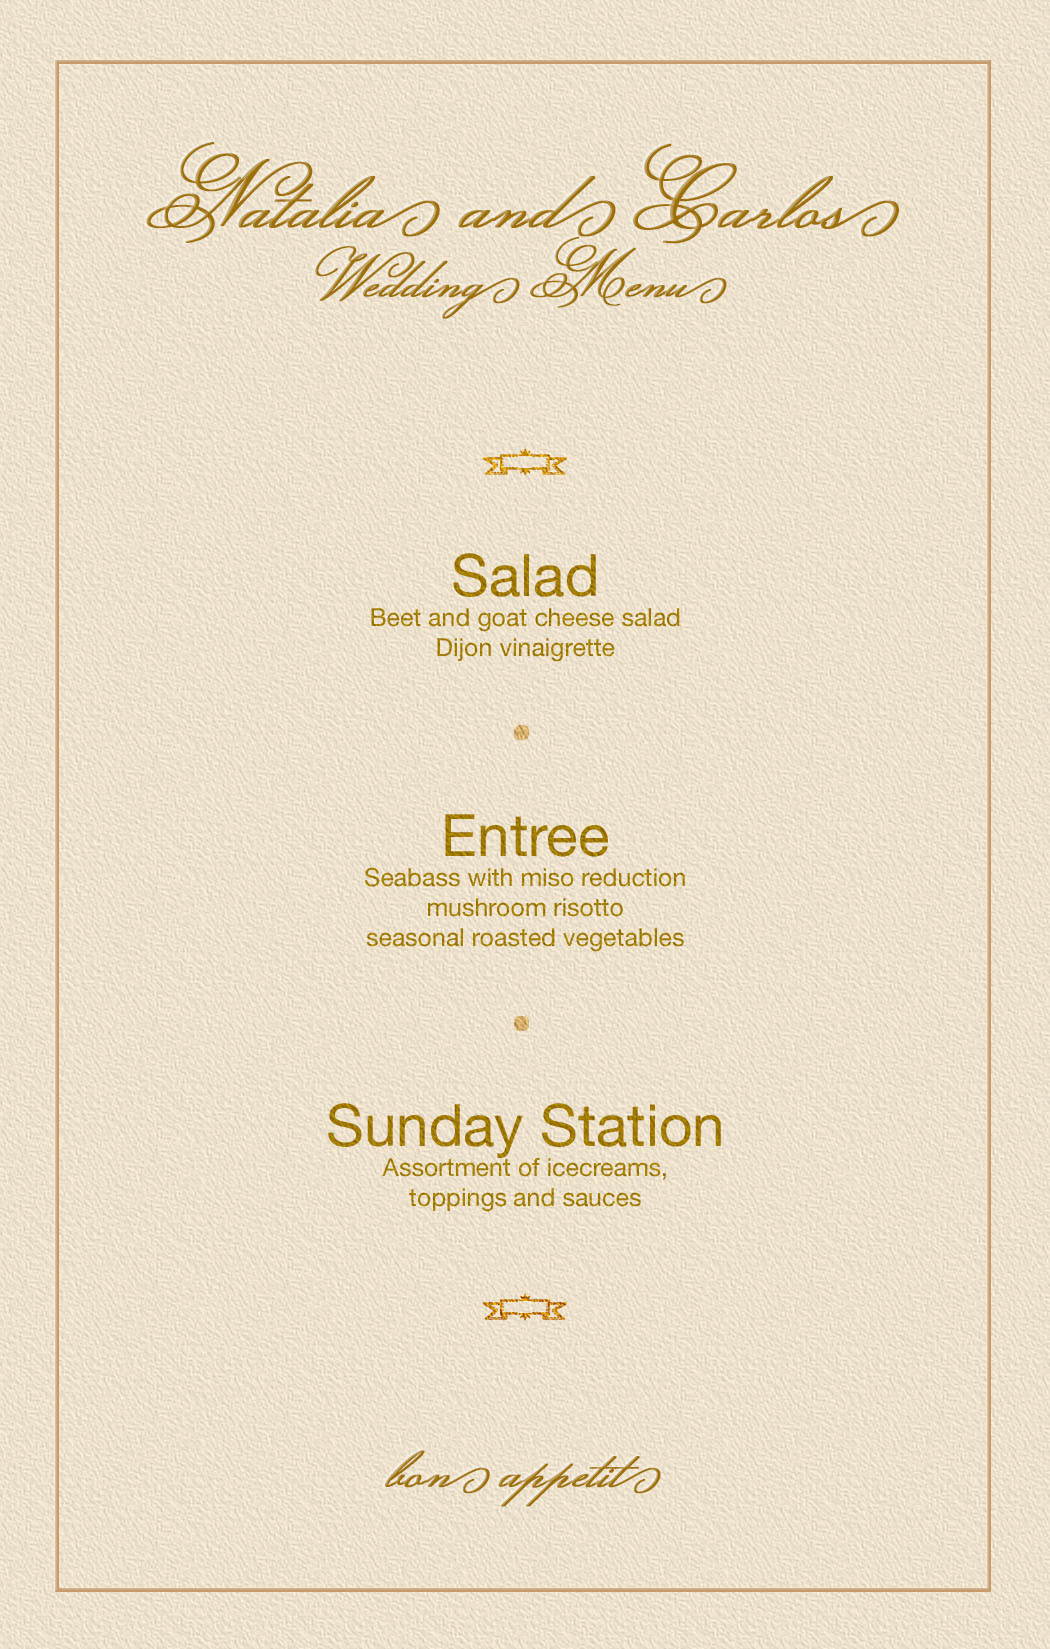 Natalia and Carlos
Wedding Menu
Salad
Beet and goat cheese salad
Dijon vinaigrette
Entree
Seabass with miso reduction
mushroom risotto
seasonal roasted vegetables
Sunday Station
Assortment of icecreams,
toppings and sauces
bon appetit